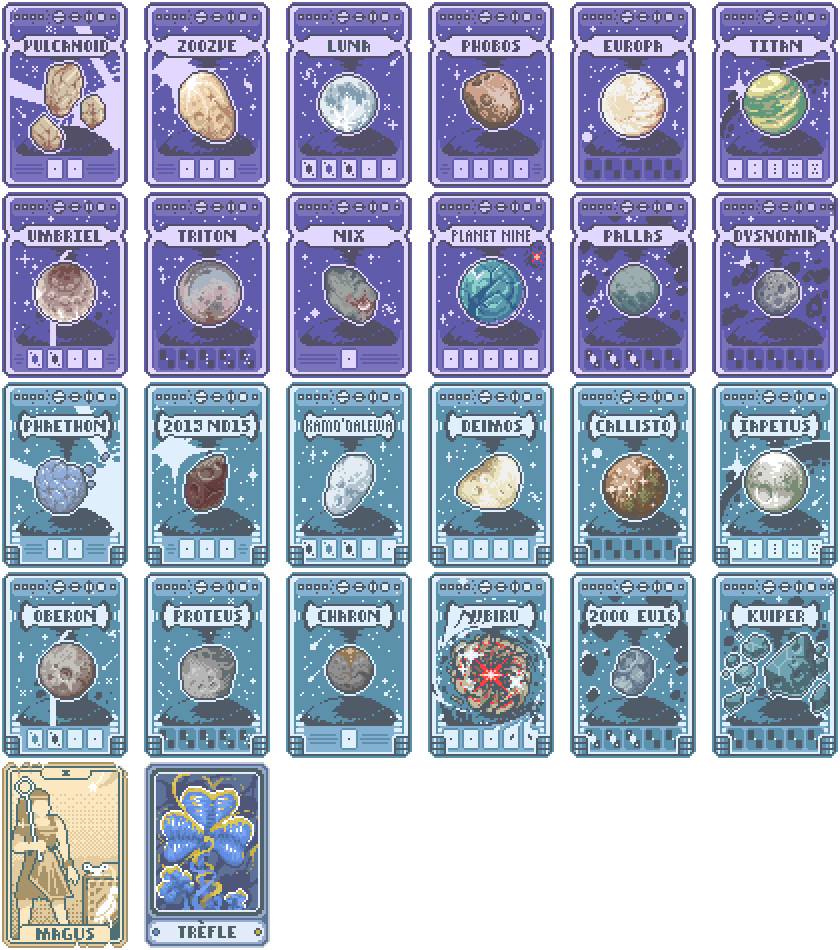 VULCANOID
ZOOZVE
LUNA
PHOBOS
EUROPA
TITAN
UMBRIEL
TRITON
NIX
PLANET NINE
PALLAS
DYSNOMIA
PHAETHON
2013 ND15
KAMO'OALEWA
DEIMOS
CALLISTO
IAPETUS
OBERON
PROTEUS
CHARON
NUBIRU
2000 EU16
KUIPER
I
MAGUS
TRÈFLE